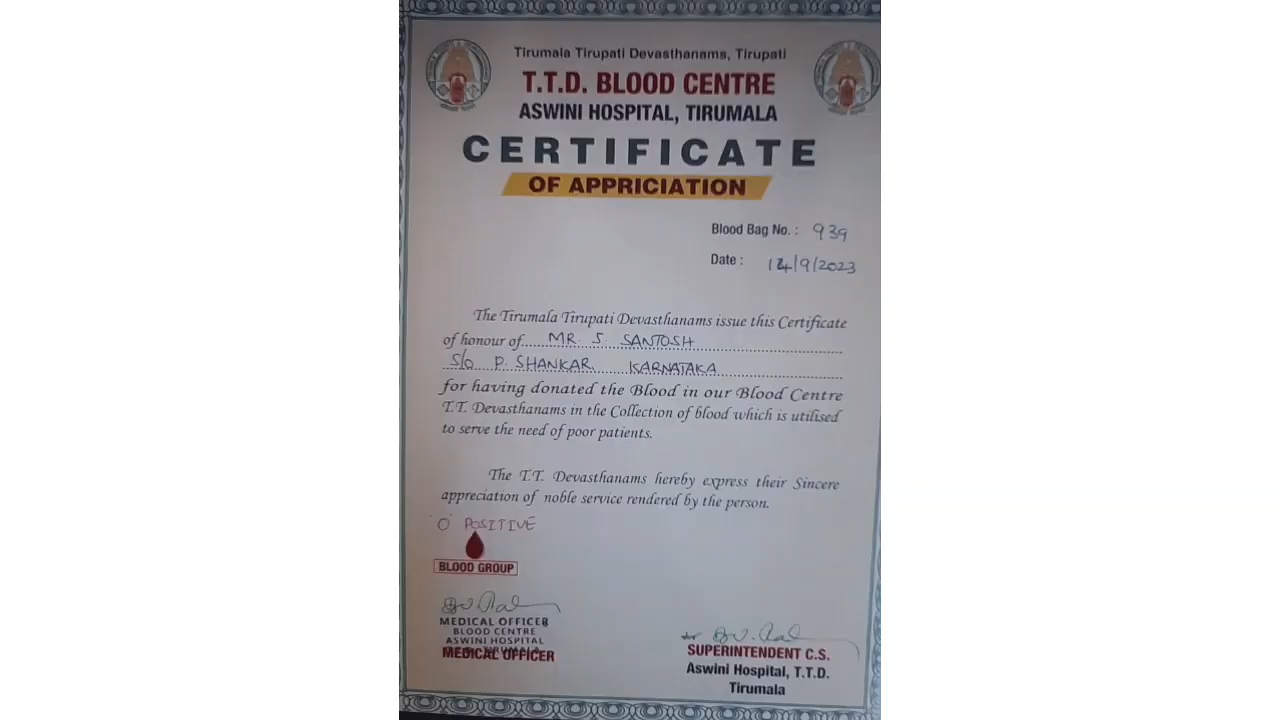 Tirumala Tirupati Devasthanams, Tirupati
T.T.D. BLOOD CENTRE
ASWINI HOSPITAL, TIRUMALA
CERTIFICATE
OF APPRICIATION
Blood Bag No. : 939
Date : 14/9/2023
The Tirumala Tirupati Devasthanams issue this Certificate
of honour of MR. S. SANTOSH
S/o P. SHANKAR KARNATAKA
for having donated the Blood in our Blood Centre
T.T. Devasthanams in the Collection of blood which is utilised
to serve the need of poor patients.
The T.T. Devasthanams hereby express their Sincere
appreciation of noble service rendered by the person.
'O' POSITIVE
BLOOD GROUP
MEDICAL OFFICER
BLOOD CENTRE
ASWINI HOSPITAL
MEDICAL OFFICER
SUPERINTENDENT C.S.
Aswini Hospital, T.T.D.
Tirumala